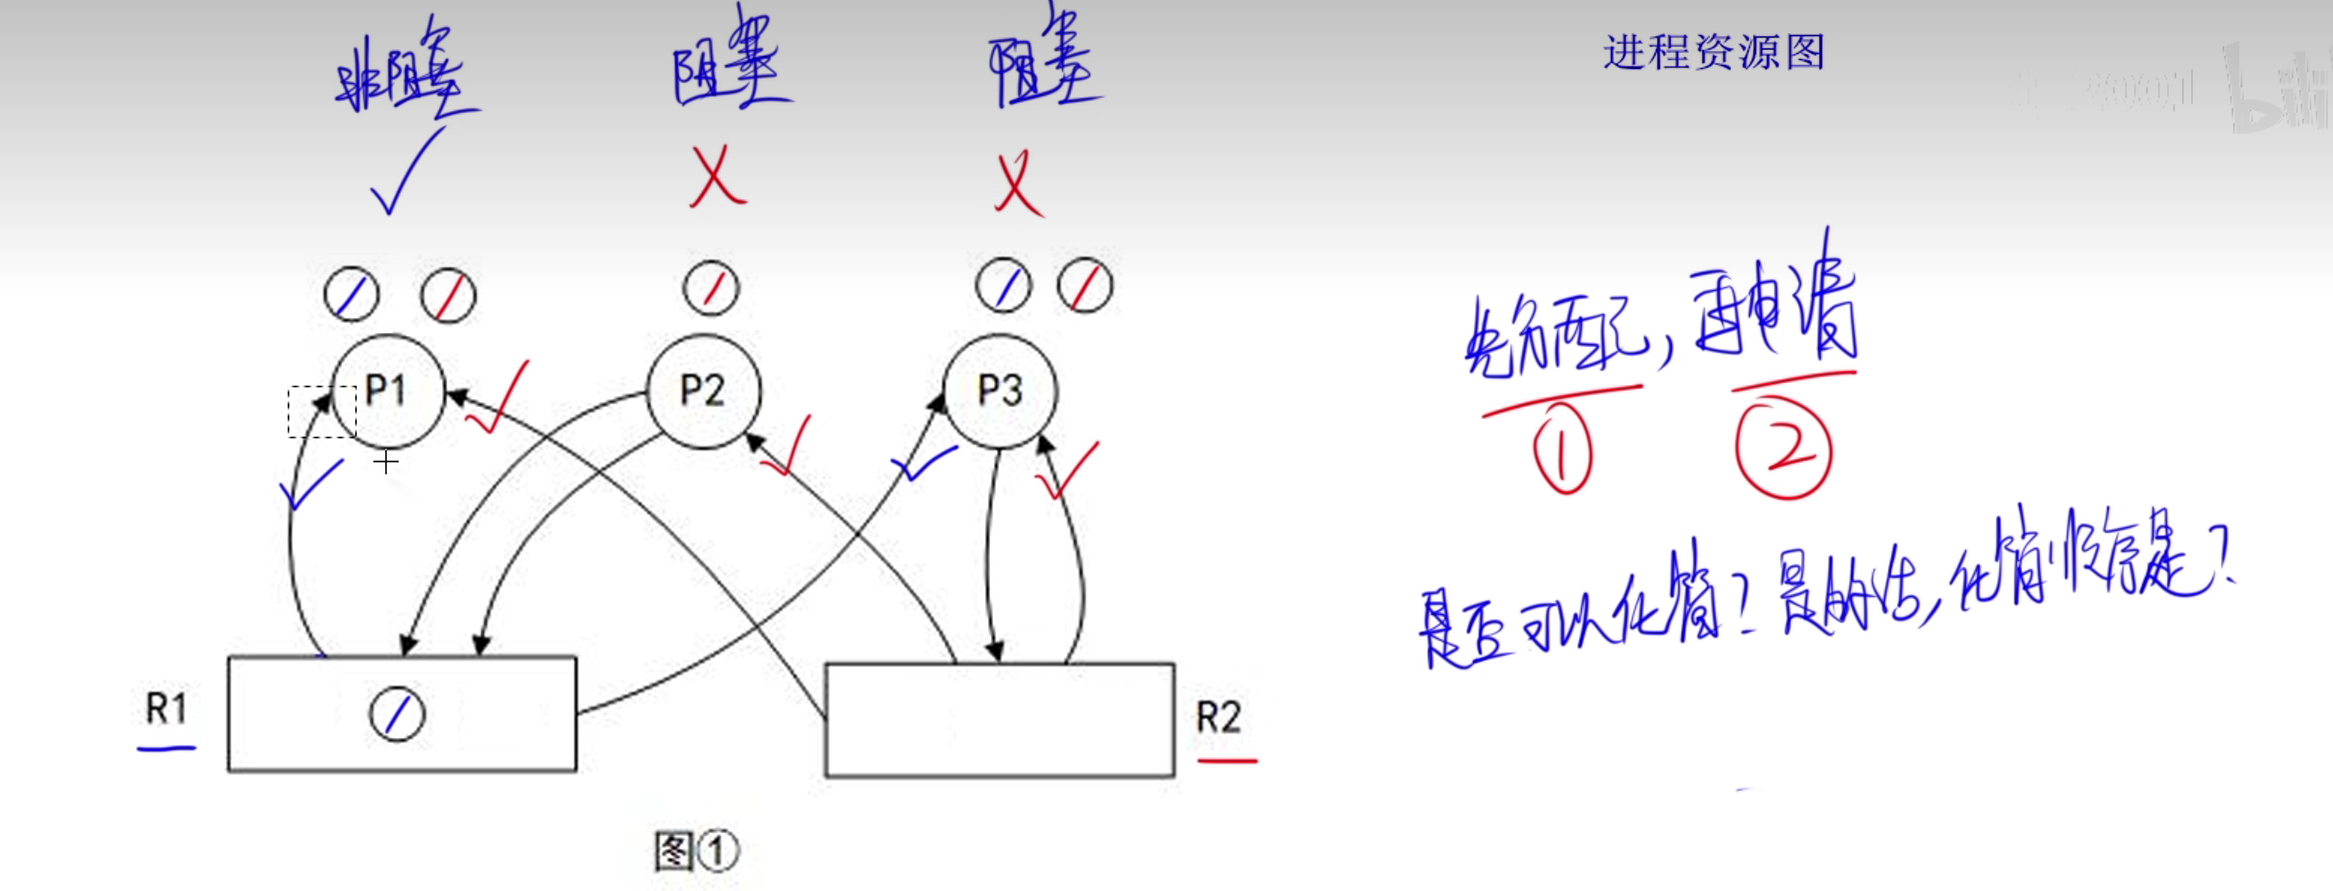 进程资源图
非阻塞
阻塞
阻塞
bili
P1
P2
P3
先分配,再申请
① ②
是否可以化简?是的话,化简顺序是?
R1
R2
图①